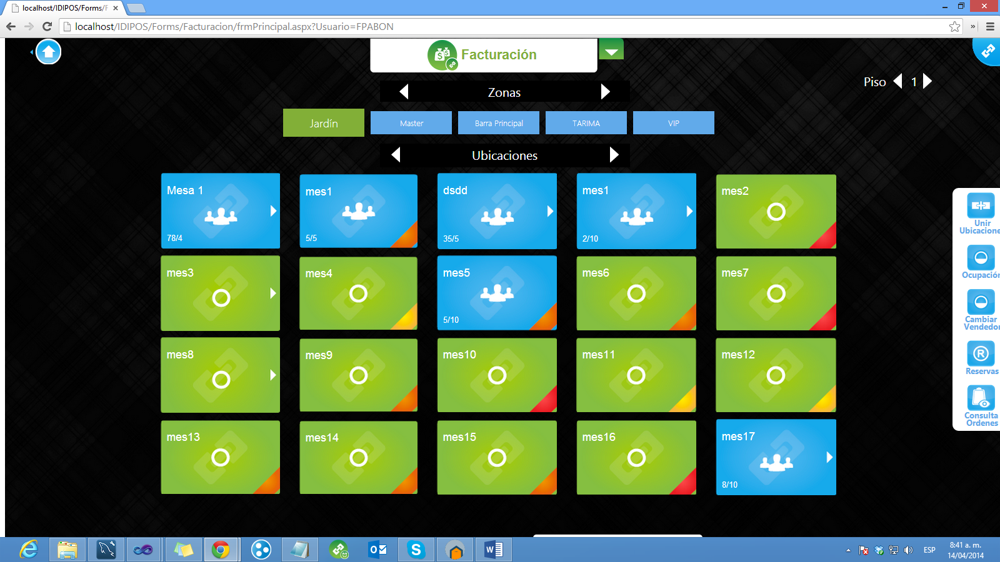 localhost/IDIPOS/Forms/F
localhost/IDIPOS/Forms/Facturacion/frmPrincipal.aspx?Usuario=FPABON
Facturación
Piso 1
Zonas
Jardín
Master
Barra Principal
TARIMA
VIP
Ubicaciones
Mesa 1
78/4
mes1
5/5
dsdd
35/5
mes1
2/10
mes2
mes3
mes4
mes5
5/10
mes6
mes7
mes8
mes9
mes10
mes11
mes12
mes13
mes14
mes15
mes16
mes17
8/10
Unir
Ubicacione
Ocupación
Cambiar
Vendedor
R
Reservas
Consulta
Ordenes
ESP
8:41 a. m.
14/04/2014